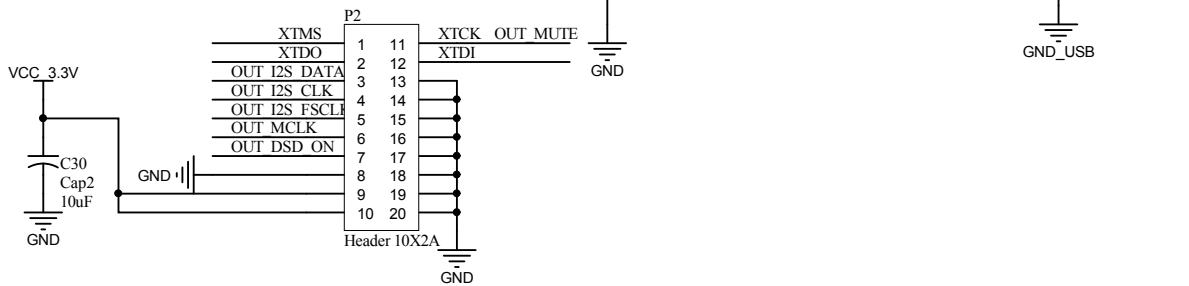 P2
XTMS 1 11 XTCK OUT_MUTE
XTDO 2 12 XTDI
OUT_I2S_DATA 3 13
OUT_I2S_CLK 4 14
OUT_I2S_FSCLK 5 15
OUT_MCLK 6 16
OUT_DSD_ON 7 17
GND 8 18
9 19
10 20
Header 10X2A
VCC_3.3V
C30
Cap2
10uF
GND
GND
GND
GND_USB